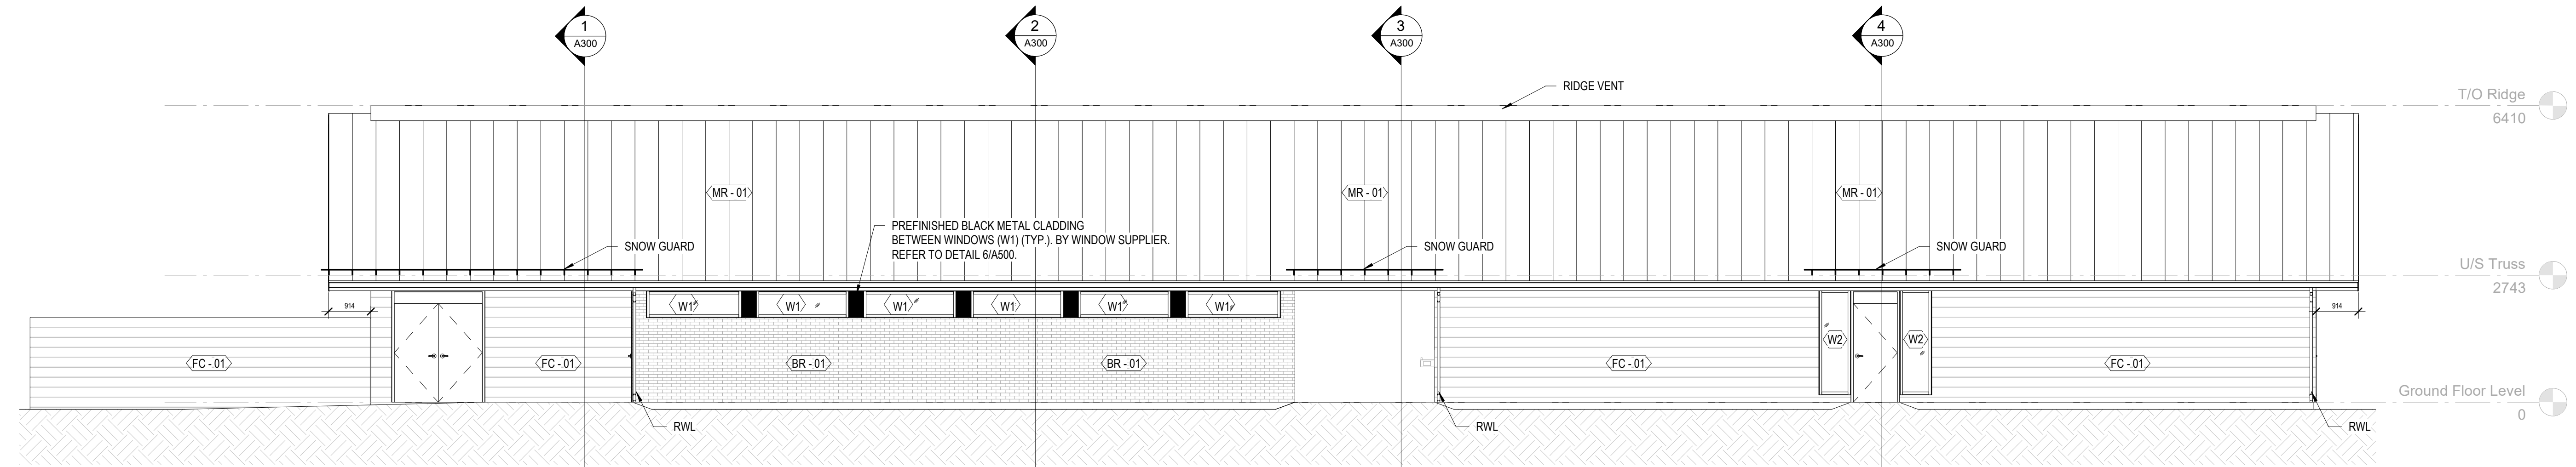 1
A300
2
A300
3
A300
4
A300
RIDGE VENT
T/O Ridge
6410
MR - 01
MR - 01
MR - 01
PREFINISHED BLACK METAL CLADDING
BETWEEN WINDOWS (W1) (TYP.). BY WINDOW SUPPLIER.
REFER TO DETAIL 6/A500.
SNOW GUARD
SNOW GUARD
SNOW GUARD
U/S Truss
2743
914
W1
W1
W1
W1
W1
W1
914
W2
W2
FC - 01
FC - 01
BR - 01
BR - 01
FC - 01
FC - 01
Ground Floor Level
0
RWL
RWL
RWL